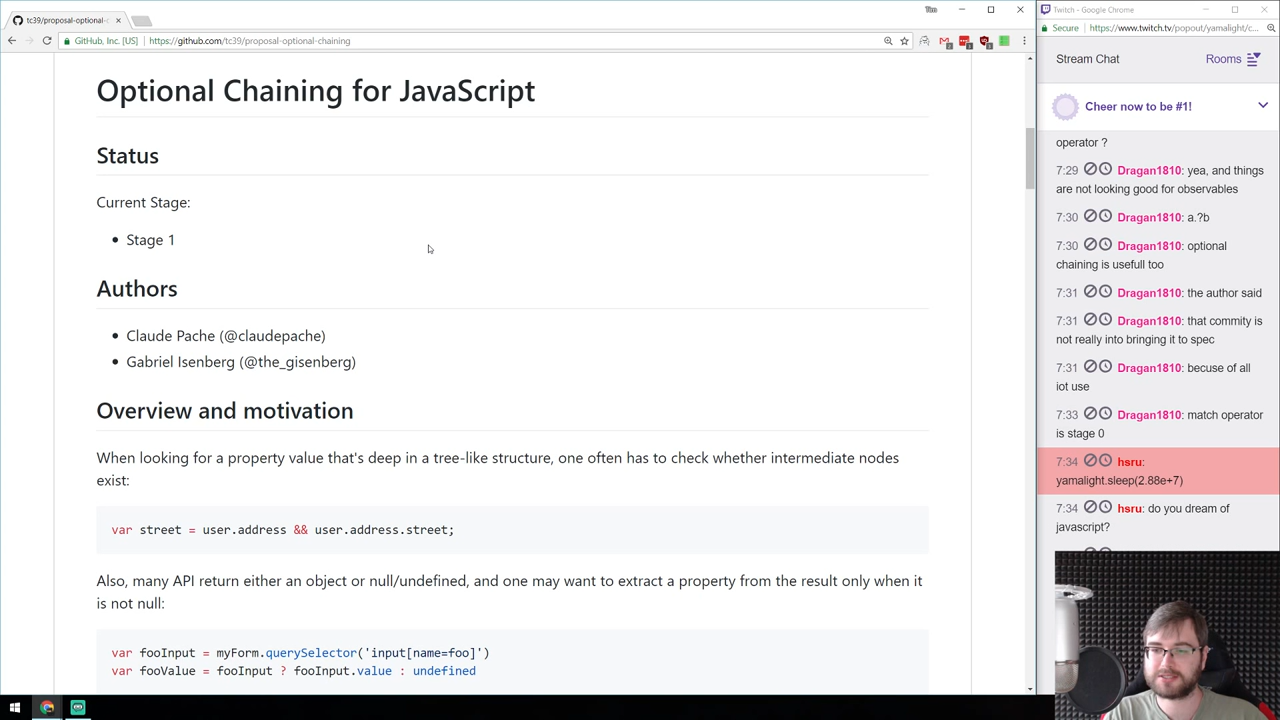 tc39/proposal-optional-c
Tim
GitHub, Inc. [US]
https://github.com/tc39/proposal-optional-chaining
Optional Chaining for JavaScript
Status
Current Stage:
• Stage 1
Authors
• Claude Pache (@claudepache)
• Gabriel Isenberg (@the_gisenberg)
Overview and motivation
When looking for a property value that's deep in a tree-like structure, one often has to check whether intermediate nodes
exist:
var street = user.address && user.address.street;
Also, many API return either an object or null/undefined, and one may want to extract a property from the result only when it
is not null:
var fooInput = myForm.querySelector('input[name=foo]')
var fooValue = fooInput ? fooInput.value : undefined
Twitch - Google Chrome
Secure
https://www.twitch.tv/popout/yamalight/c...
Stream Chat
Rooms
Cheer now to be #1!
operator ?
7:29 Dragan1810: yea, and things
are not looking good for observables
7:30 Dragan1810: a.?b
7:30 Dragan1810: optional
chaining is usefull too
7:31 Dragan1810: the author said
7:31 Dragan1810: that commity is
not really into bringing it to spec
7:31 Dragan1810: becuse of all
iot use
7:33 Dragan1810: match operator
is stage 0
7:34 hsru:
yamalight.sleep(2.88e+7)
7:34 hsru: do you dream of
javascript?